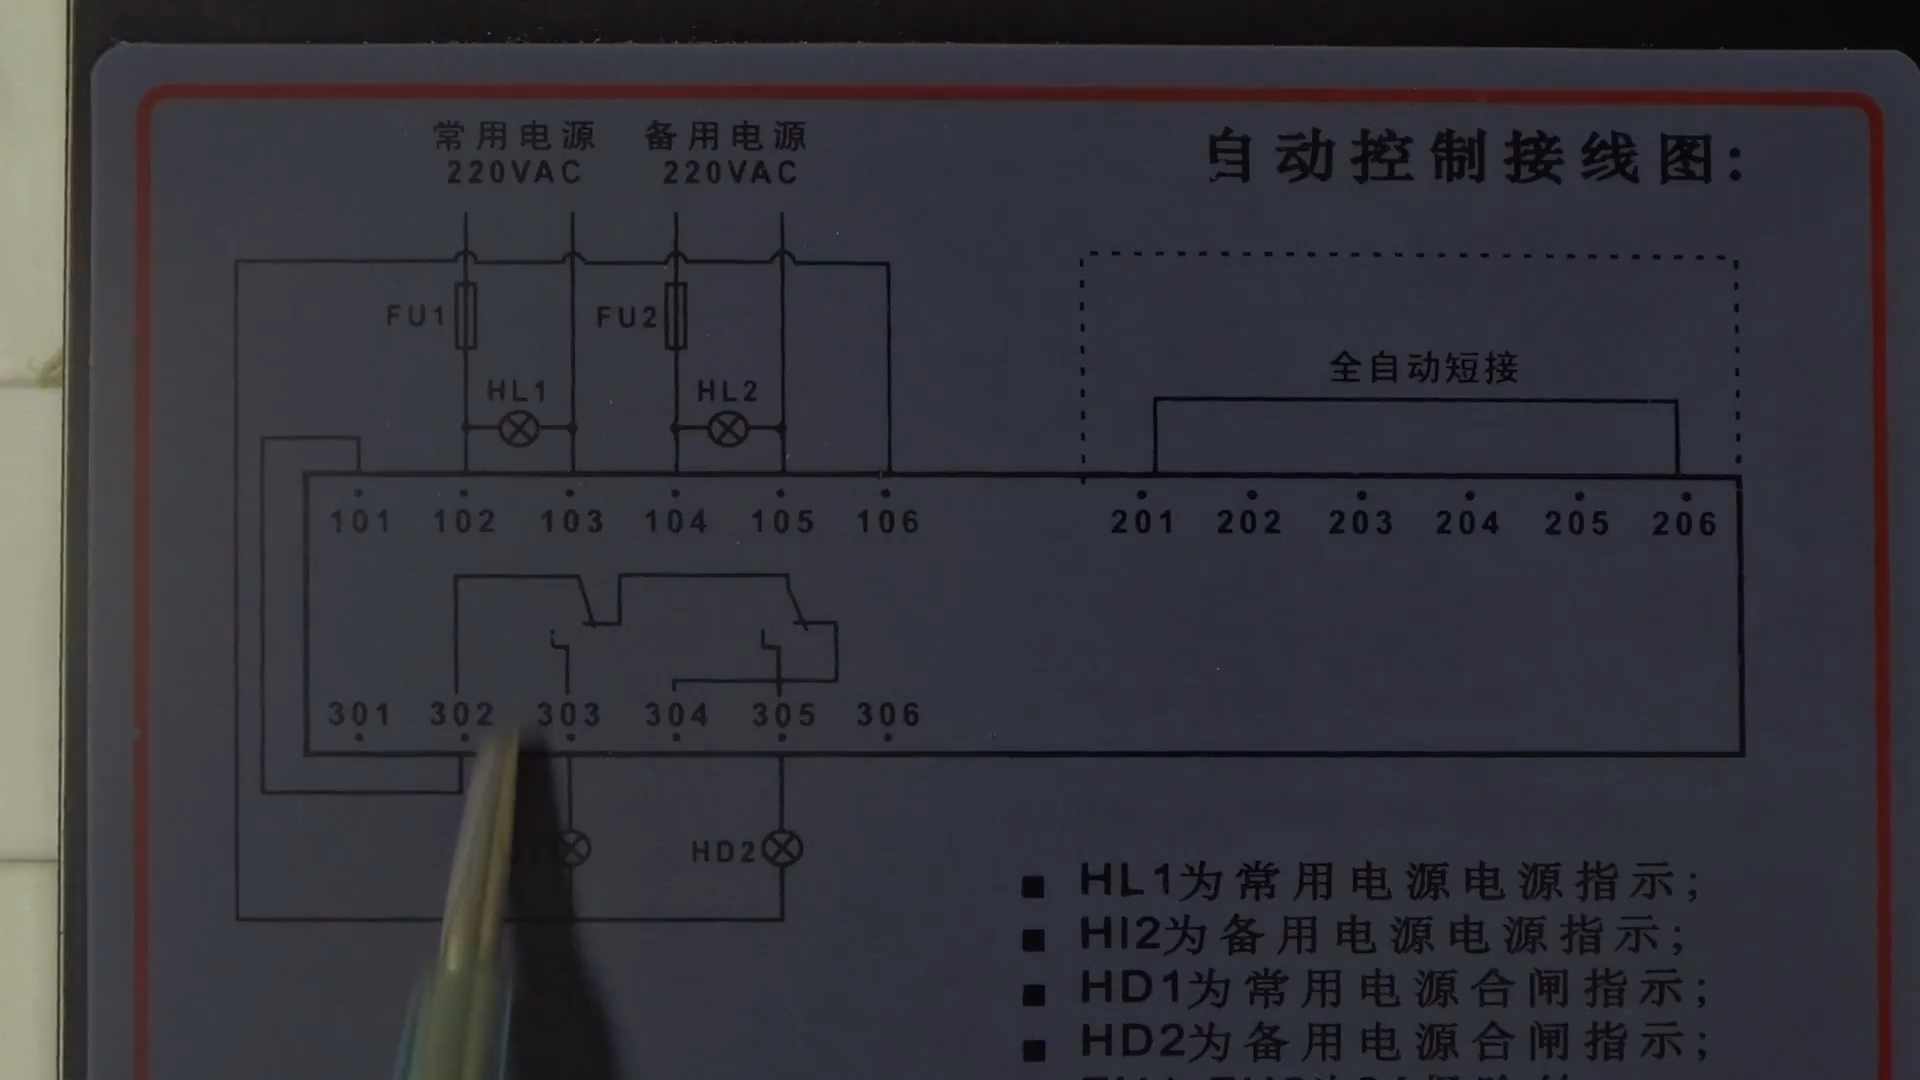 常用电源 备用电源
220VAC 220VAC
自动控制接线图:
FU1 FU2
全自动短接
HL1 HL2
101 102 103 104 105 106 201 202 203 204 205 206
301 302 303 304 305 306
HD2
■ HL1为常用电源电源指示;
■ HI2为备用电源电源指示;
■ HD1为常用电源合闸指示;
■ HD2为备用电源合闸指示;